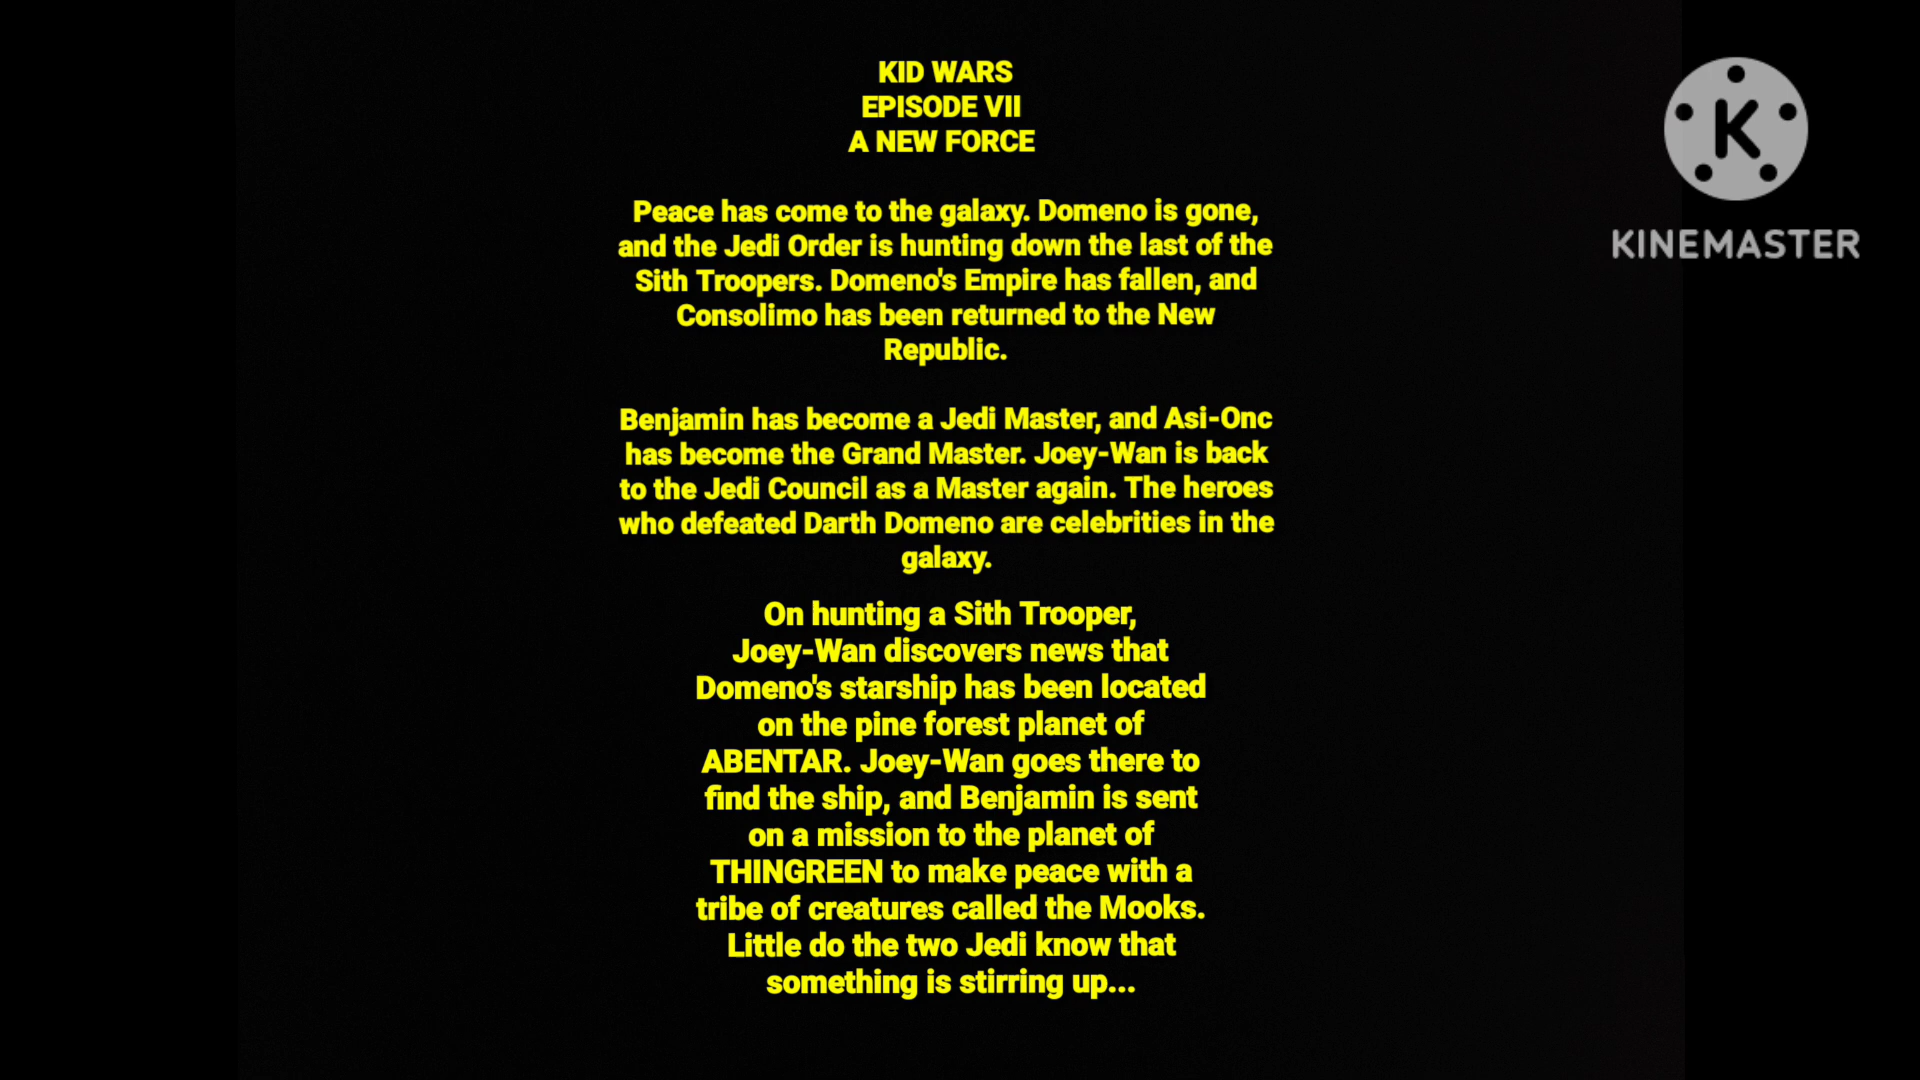 KID WARS
EPISODE VII
A NEW FORCE
Peace has come to the galaxy. Domeno is gone,
and the Jedi Order is hunting down the last of the
Sith Troopers. Domeno's Empire has fallen, and
Consolimo has been returned to the New
Republic.
Benjamin has become a Jedi Master, and Asi-Onc
has become the Grand Master. Joey-Wan is back
to the Jedi Council as a Master again. The heroes
who defeated Darth Domeno are celebrities in the
galaxy.
On hunting a Sith Trooper,
Joey-Wan discovers news that
Domeno's starship has been located
on the pine forest planet of
ABENTAR. Joey-Wan goes there to
find the ship, and Benjamin is sent
on a mission to the planet of
THINGREEN to make peace with a
tribe of creatures called the Mooks.
Little do the two Jedi know that
something is stirring up...
K
KINEMASTER